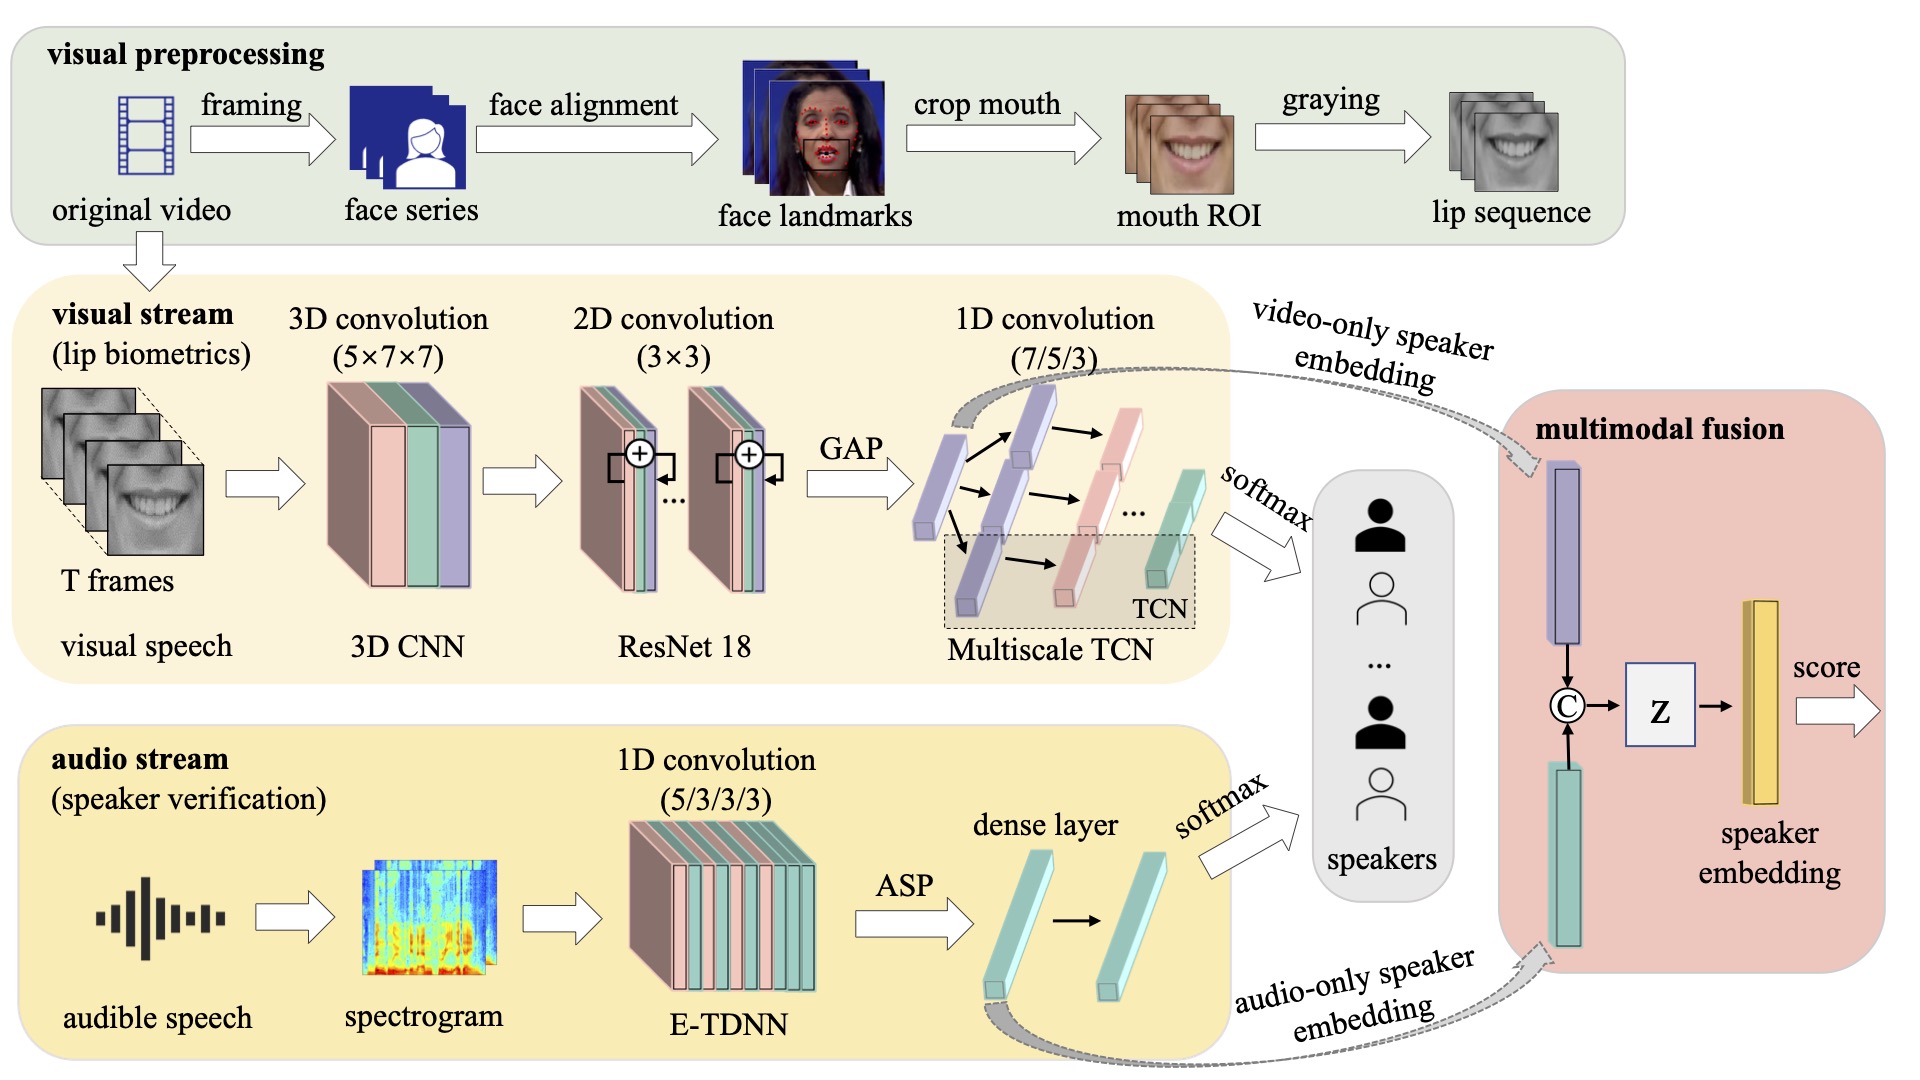 visual preprocessing
framing
face alignment
crop mouth
graying
original video
face series
face landmarks
mouth ROI
lip sequence
visual stream
(lip biometrics)
3D convolution
(5×7×7)
2D convolution
(3×3)
1D convolution
(7/5/3)
GAP
...
...
TCN
T frames
visual speech
3D CNN
ResNet 18
Multiscale TCN
softmax
video-only speaker
embedding
audio stream
(speaker verification)
1D convolution
(5/3/3/3)
dense layer
ASP
audible speech
spectrogram
E-TDNN
softmax
audio-only speaker
embedding
...
speakers
multimodal fusion
C
z
score
speaker
embedding